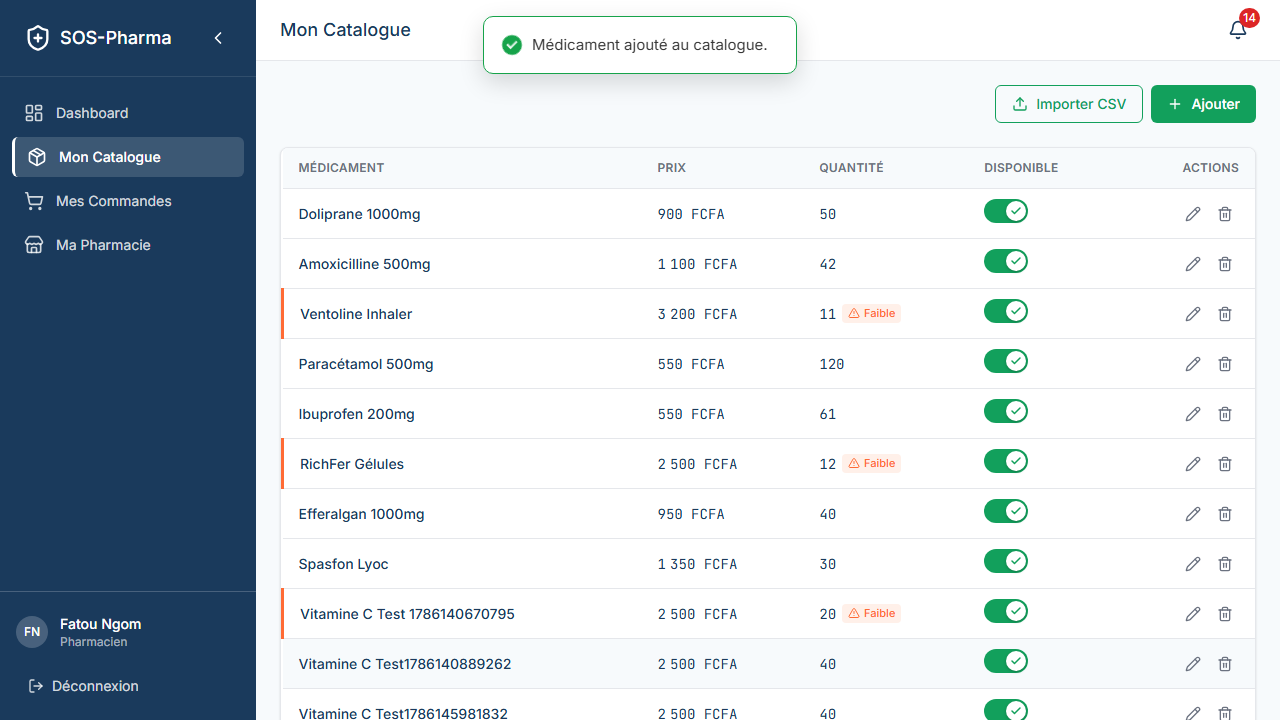 SOS-Pharma
Mon Catalogue
Médicament ajouté au catalogue.
14
Dashboard
Mon Catalogue
Mes Commandes
Ma Pharmacie
Importer CSV
Ajouter
MÉDICAMENT PRIX QUANTITÉ DISPONIBLE ACTIONS
Doliprane 1000mg 900 FCFA 50
Amoxicilline 500mg 1 100 FCFA 42
Ventoline Inhaler 3 200 FCFA 11 Faible
Paracétamol 500mg 550 FCFA 120
Ibuprofen 200mg 550 FCFA 61
RichFer Gélules 2 500 FCFA 12 Faible
Efferalgan 1000mg 950 FCFA 40
Spasfon Lyoc 1 350 FCFA 30
Vitamine C Test 1786140670795 2 500 FCFA 20 Faible
Vitamine C Test1786140889262 2 500 FCFA 40
Vitamine C Test1786145981832 2 500 FCFA 40
FN
Fatou Ngom
Pharmacien
Déconnexion